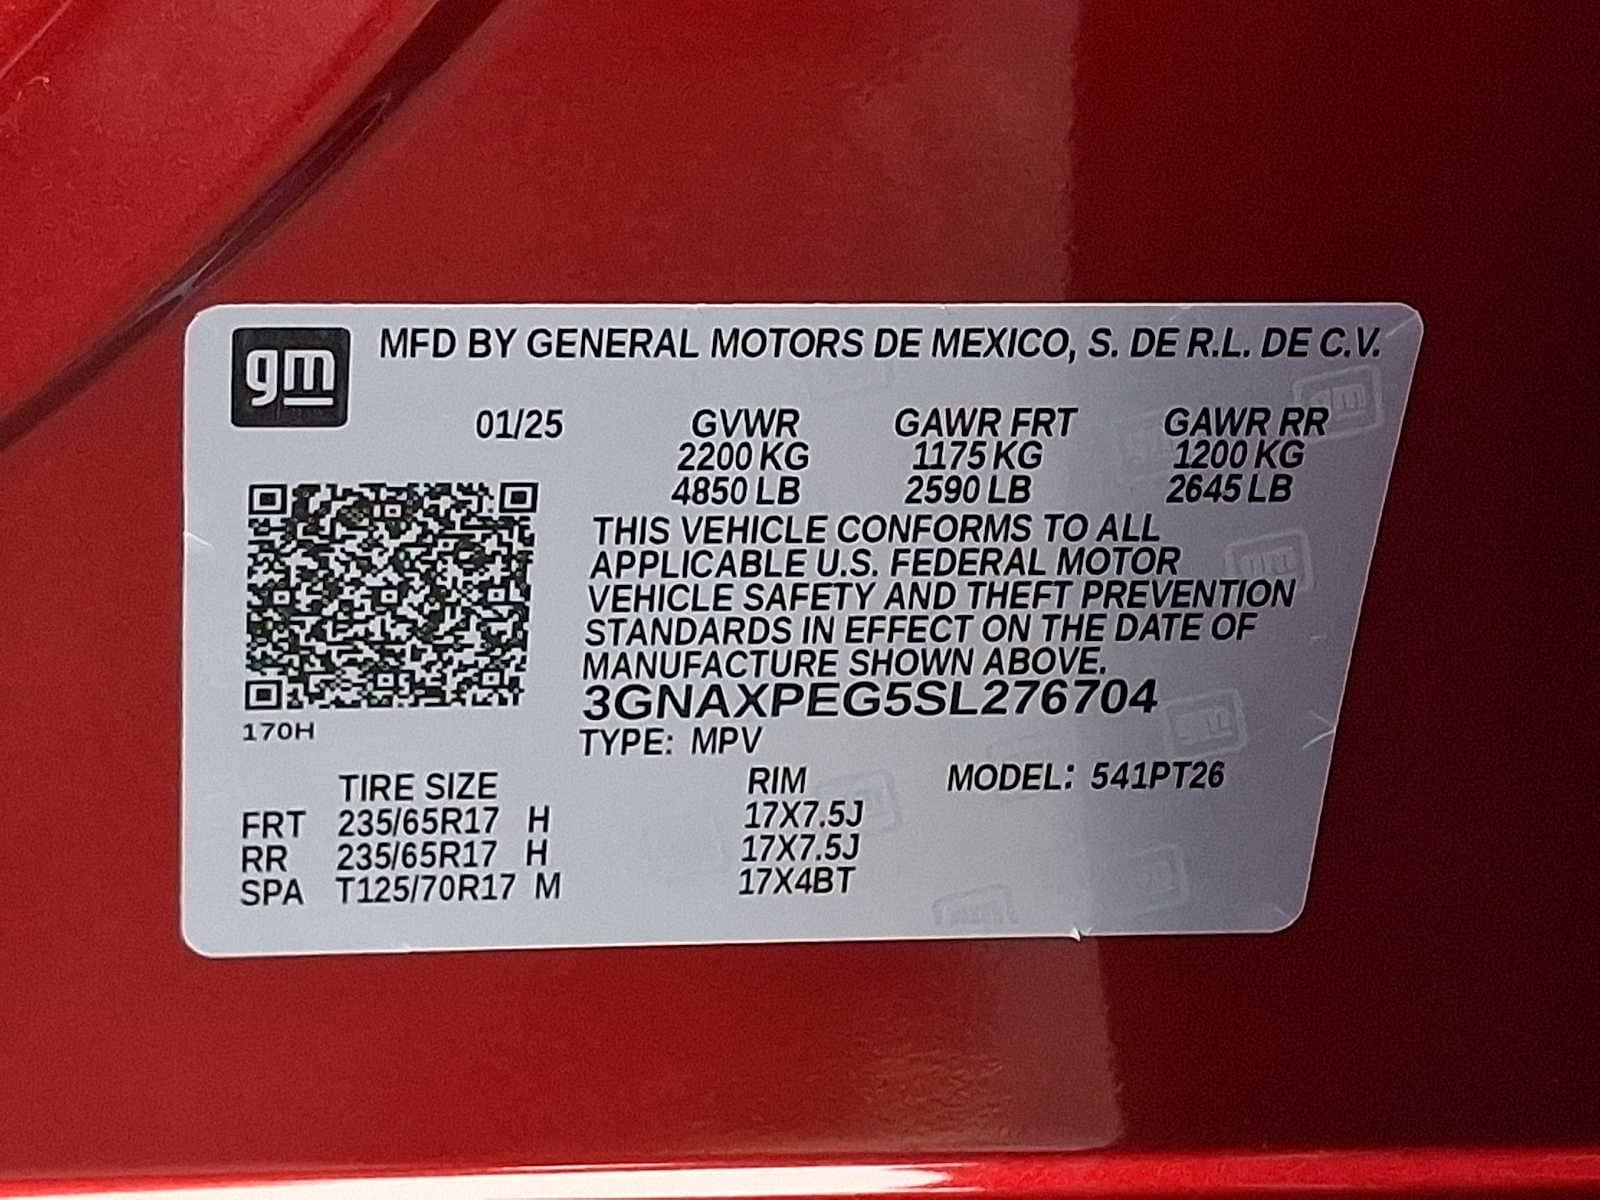 gm
MFD BY GENERAL MOTORS DE MEXICO, S. DE R.L. DE C.V.
01/25 GVWR GAWR FRT GAWR RR
2200 KG 1175 KG 1200 KG
4850 LB 2590 LB 2645 LB
THIS VEHICLE CONFORMS TO ALL
APPLICABLE U.S. FEDERAL MOTOR
VEHICLE SAFETY AND THEFT PREVENTION
STANDARDS IN EFFECT ON THE DATE OF
MANUFACTURE SHOWN ABOVE.
3GNAXPEG5SL276704
170H
TYPE: MPV
TIRE SIZE RIM MODEL: 541PT26
FRT 235/65R17 H 17X7.5J
RR 235/65R17 H 17X7.5J
SPA T125/70R17 M 17X4BT